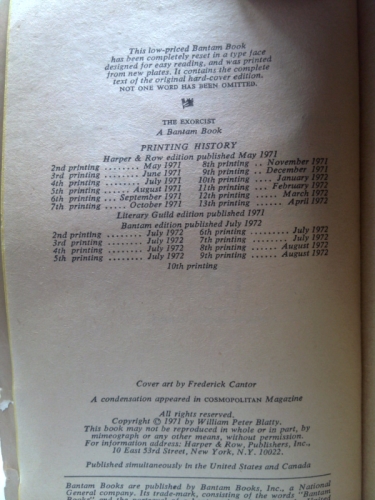 This low-priced Bantam Book
has been completely reset in a type face
designed for easy reading, and was printed
from new plates. It contains the complete
text of the original hard-cover edition.
NOT ONE WORD HAS BEEN OMITTED.
THE EXORCIST
A Bantam Book
PRINTING HISTORY
Harper & Row edition published May 1971
2nd printing ........ May 1971 8th printing .. November 1971
3rd printing ....... June 1971 9th printing .. December 1971
4th printing ....... July 1971 10th printing .... January 1972
5th printing ..... August 1971 11th printing ... February 1972
6th printing ... September 1971 12th printing ..... March 1972
7th printing .... October 1971 13th printing ...... April 1972
Literary Guild edition published 1971
Bantam edition published July 1972
2nd printing ........ July 1972 6th printing ......... July 1972
3rd printing ........ July 1972 7th printing ........ July 1972
4th printing ........ July 1972 8th printing ...... August 1972
5th printing ........ July 1972 9th printing ...... August 1972
10th printing
Cover art by Frederick Cantor
A condensation appeared in COSMOPOLITAN Magazine
All rights reserved.
Copyright © 1971 by William Peter Blatty.
This book may not be reproduced in whole or in part, by
mimeograph or any other means, without permission.
For information address: Harper & Row, Publishers, Inc.,
10 East 53rd Street, New York, N.Y. 10022.
Published simultaneously in the United States and Canada
Bantam Books are published by Bantam Books, Inc., a National
General company. Its trade-mark, consisting of the words "Bantam